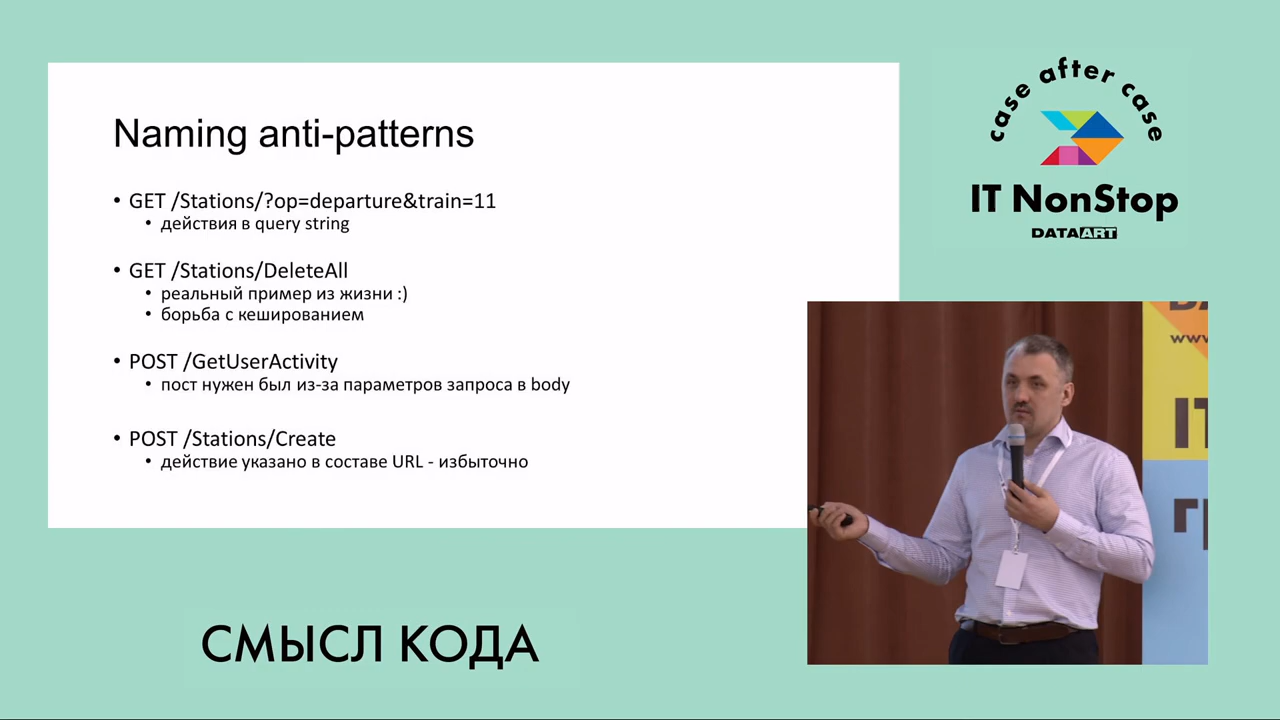 Naming anti-patterns
• GET /Stations/?op=departure&train=11
• действия в query string
• GET /Stations/DeleteAll
• реальный пример из жизни :)
• борьба с кешированием
• POST /GetUserActivity
• пост нужен был из-за параметров запроса в body
• POST /Stations/Create
• действие указано в составе URL - избыточно
case after case
IT NonStop
DATAART
www.
IT
СМЫСЛ КОДА